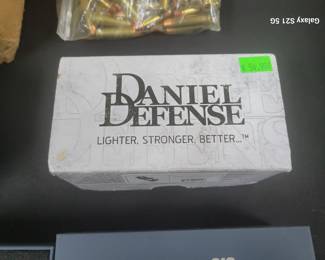 Galaxy S21 5G
DANIEL
DEFENSE
LIGHTER. STRONGER. BETTER...™